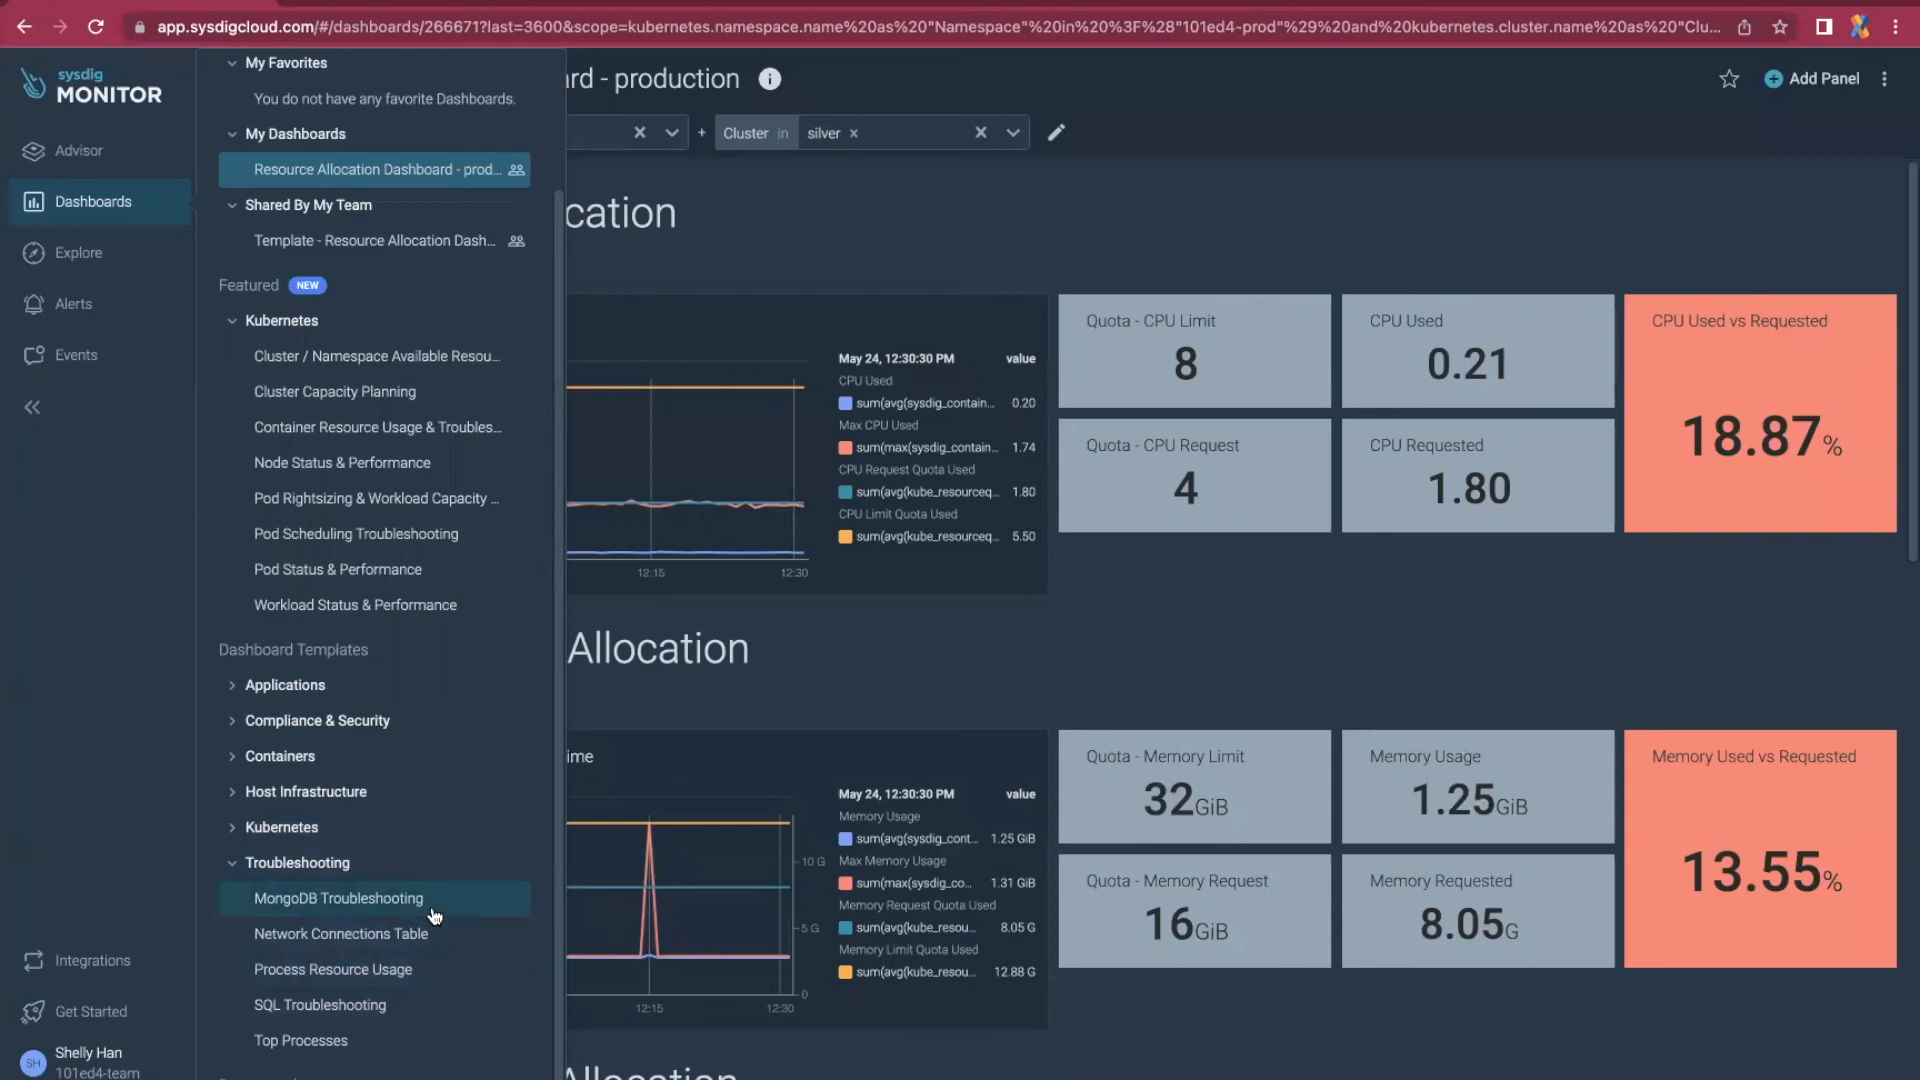 app.sysdigcloud.com/#/dashboards/266671?last=3600&scope=kubernetes.namespace.name%20as%20"Namespace"%20in%20%3F%28"101ed4-prod"%29%20and%20kubernetes.cluster.name%20as%20"Clu...
sysdig
MONITOR
Advisor
Dashboards
Explore
Alerts
Events
Integrations
Get Started
SH
Shelly Han
101ed4-team
My Favorites
You do not have any favorite Dashboards.
My Dashboards
Resource Allocation Dashboard - prod...
Shared By My Team
Template - Resource Allocation Dash...
Featured NEW
Kubernetes
Cluster / Namespace Available Resou...
Cluster Capacity Planning
Container Resource Usage & Troubles...
Node Status & Performance
Pod Rightsizing & Workload Capacity ...
Pod Scheduling Troubleshooting
Pod Status & Performance
Workload Status & Performance
Dashboard Templates
Applications
Compliance & Security
Containers
Host Infrastructure
Kubernetes
Troubleshooting
MongoDB Troubleshooting
Network Connections Table
Process Resource Usage
SQL Troubleshooting
Top Processes
rd - production
Add Panel
+ Cluster in silver
cation
May 24, 12:30:30 PM value
CPU Used
sum(avg(sysdig_contain... 0.20
Max CPU Used
sum(max(sysdig_contain... 1.74
CPU Request Quota Used
sum(avg(kube_resourceq... 1.80
CPU Limit Quota Used
sum(avg(kube_resourceq... 5.50
12:15 12:30
Quota - CPU Limit
8
CPU Used
0.21
Quota - CPU Request
4
CPU Requested
1.80
CPU Used vs Requested
18.87%
Allocation
ime
10 G
5 G
0
12:15 12:30
May 24, 12:30:30 PM value
Memory Usage
sum(avg(sysdig_cont... 1.25 GiB
Max Memory Usage
sum(max(sysdig_co... 1.31 GiB
Memory Request Quota Used
sum(avg(kube_resou... 8.05 G
Memory Limit Quota Used
sum(avg(kube_resou... 12.88 G
Quota - Memory Limit
32GiB
Memory Usage
1.25GiB
Quota - Memory Request
16GiB
Memory Requested
8.05G
Memory Used vs Requested
13.55%
Allocation